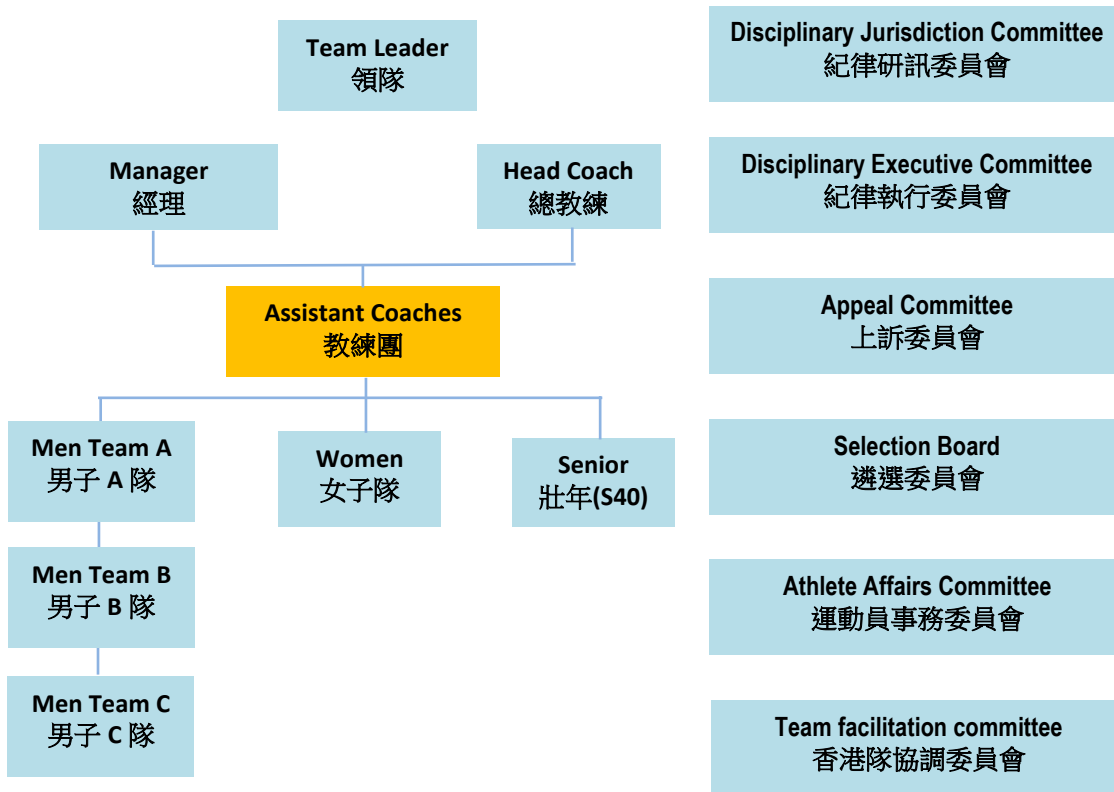 Team Leader
領隊
Manager
經理
Head Coach
總教練
Assistant Coaches
教練團
Men Team A
男子 A 隊
Women
女子隊
Senior
壯年(S40)
Men Team B
男子 B 隊
Men Team C
男子 C 隊
Disciplinary Jurisdiction Committee
紀律研訊委員會
Disciplinary Executive Committee
紀律執行委員會
Appeal Committee
上訴委員會
Selection Board
遴選委員會
Athlete Affairs Committee
運動員事務委員會
Team facilitation committee
香港隊協調委員會